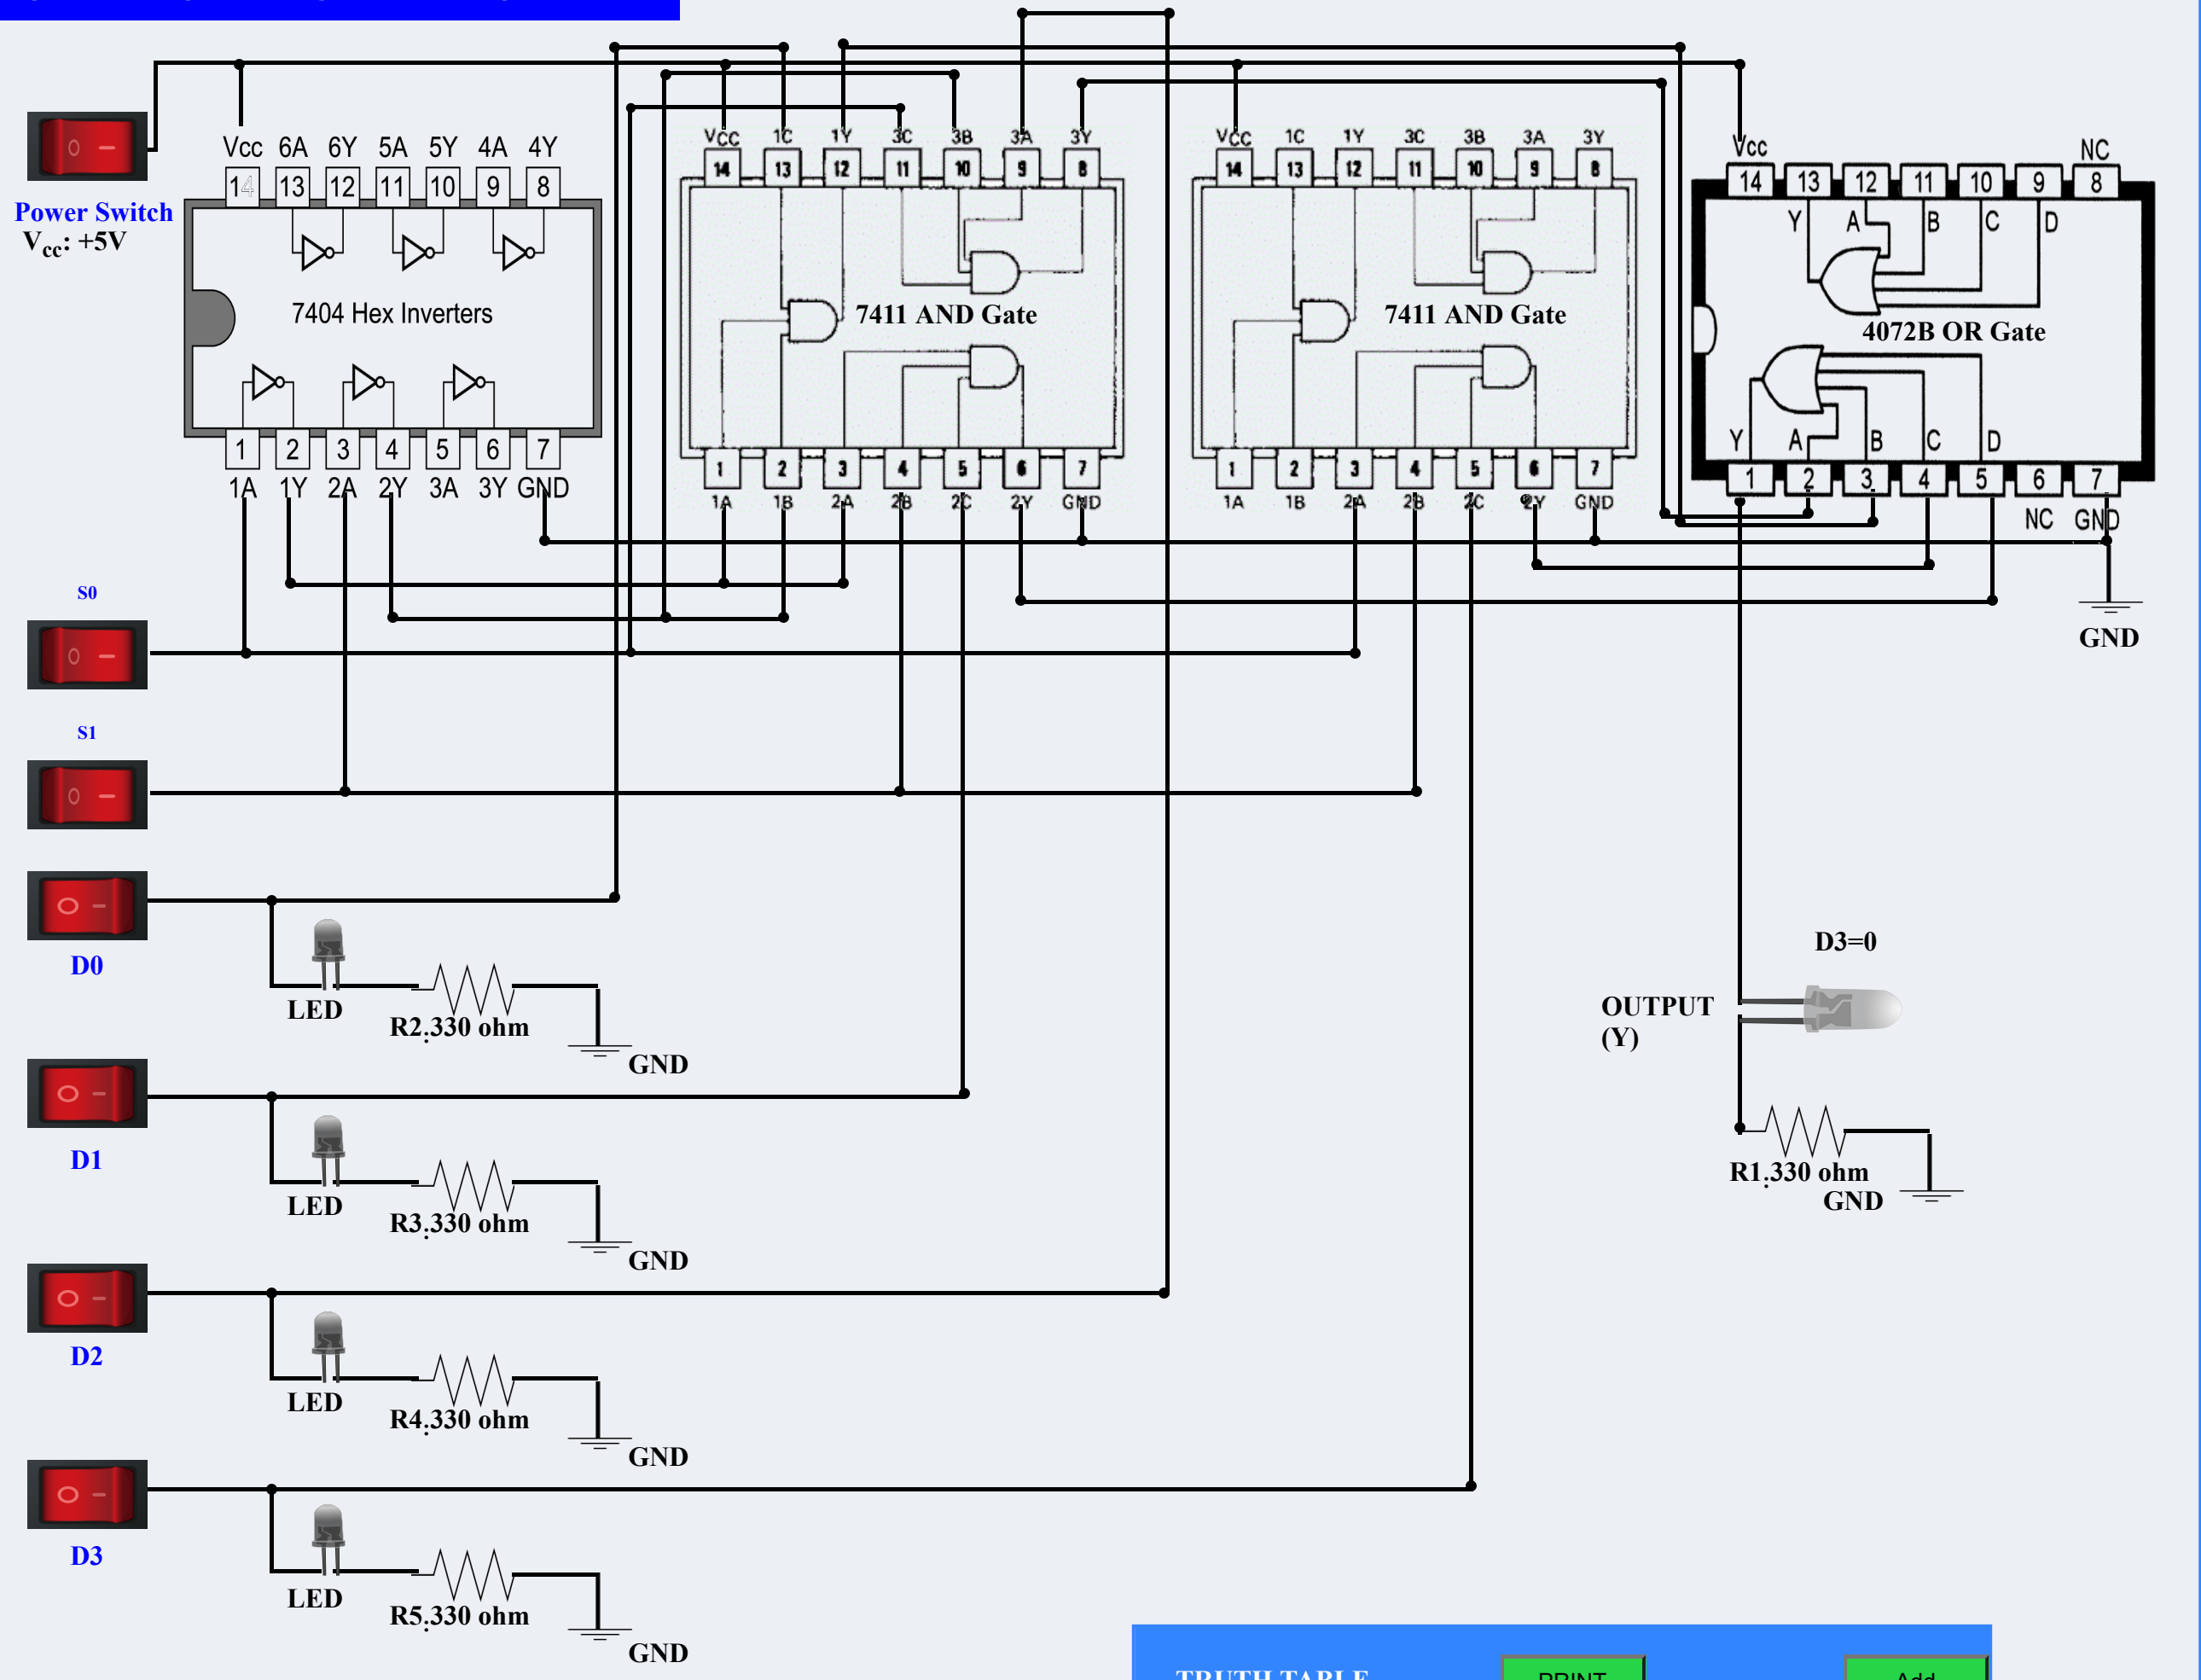 Vcc 6A 6Y 5A 5Y 4A 4Y
14 13 12 11 10 9 8
7404 Hex Inverters
1 2 3 4 5 6 7
1A 1Y 2A 2Y 3A 3Y GND
VCC 1C 1Y 3C 3B 3A 3Y
14 13 12 11 10 9 8
7411 AND Gate
1 2 3 4 5 6 7
1A 1B 2A 2B 2C 2Y GND
VCC 1C 1Y 3C 3B 3A 3Y
14 13 12 11 10 9 8
7411 AND Gate
1 2 3 4 5 6 7
1A 1B 2A 2B 2C 2Y GND
Vcc NC
14 13 12 11 10 9 8
Y A B C D
4072B OR Gate
Y A B C D
1 2 3 4 5 6 7
NC GND
Power Switch
Vcc: +5V
GND
S0
S1
D0
LED
R2:330 ohm
GND
D1
LED
R3:330 ohm
GND
D2
LED
R4:330 ohm
GND
D3
LED
R5:330 ohm
GND
D3=0
OUTPUT
(Y)
R1:330 ohm
GND
TRUTH TABLE
PRINT
Add